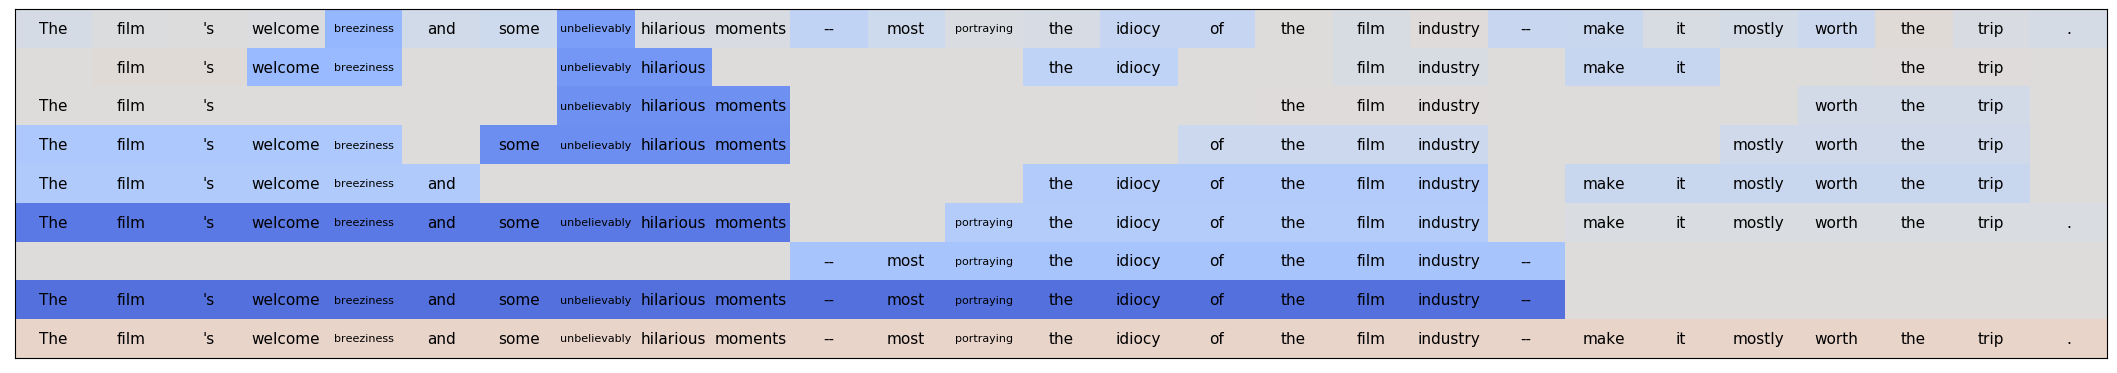 The film 's welcome breeziness and some unbelievably hilarious moments -- most portraying the idiocy of the film industry -- make it mostly worth the trip .
film 's welcome breeziness unbelievably hilarious the idiocy film industry make it the trip
The film 's unbelievably hilarious moments the film industry worth the trip
The film 's welcome breeziness some unbelievably hilarious moments of the film industry mostly worth the trip
The film 's welcome breeziness and the idiocy of the film industry make it mostly worth the trip
The film 's welcome breeziness and some unbelievably hilarious moments portraying the idiocy of the film industry make it mostly worth the trip .
-- most portraying the idiocy of the film industry --
The film 's welcome breeziness and some unbelievably hilarious moments -- most portraying the idiocy of the film industry --
The film 's welcome breeziness and some unbelievably hilarious moments -- most portraying the idiocy of the film industry -- make it mostly worth the trip .